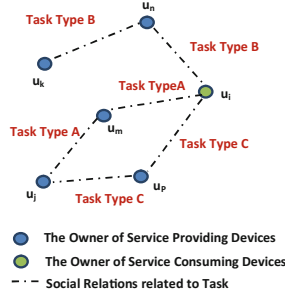 u_n
Task Type B
Task Type B
u_k
Task TypeA
u_i
Task Type A
u_m
Task Type C
u_j
u_P
Task Type C
The Owner of Service Providing Devices
The Owner of Service Consuming Devices
Social Relations related to Task